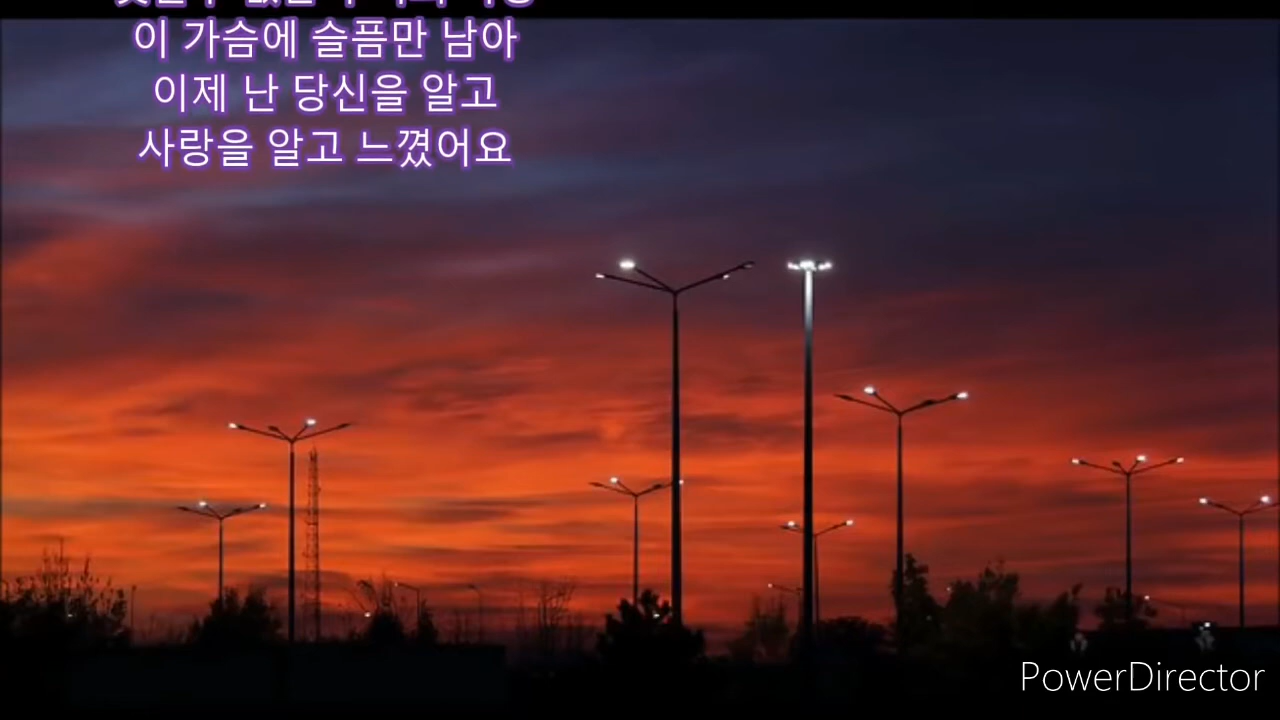 이 가슴에 슬픔만 남아
이제 난 당신을 알고
사랑을 알고 느꼈어요
PowerDirector